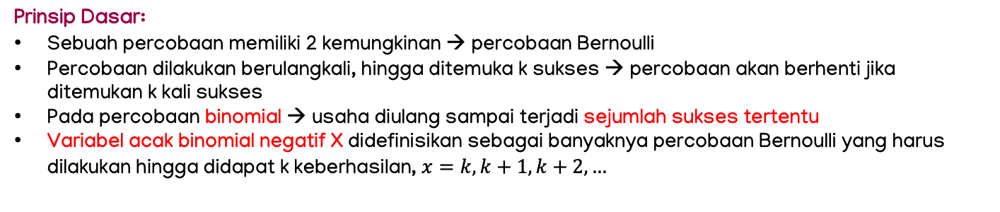 Prinsip Dasar:
• Sebuah percobaan memiliki 2 kemungkinan → percobaan Bernoulli
• Percobaan dilakukan berulangkali, hingga ditemuka k sukses → percobaan akan berhenti jika
ditemukan k kali sukses
• Pada percobaan binomial → usaha diulang sampai terjadi sejumlah sukses tertentu
• Variabel acak binomial negatif X didefinisikan sebagai banyaknya percobaan Bernoulli yang harus
dilakukan hingga didapat k keberhasilan, x = k, k + 1, k + 2, ...